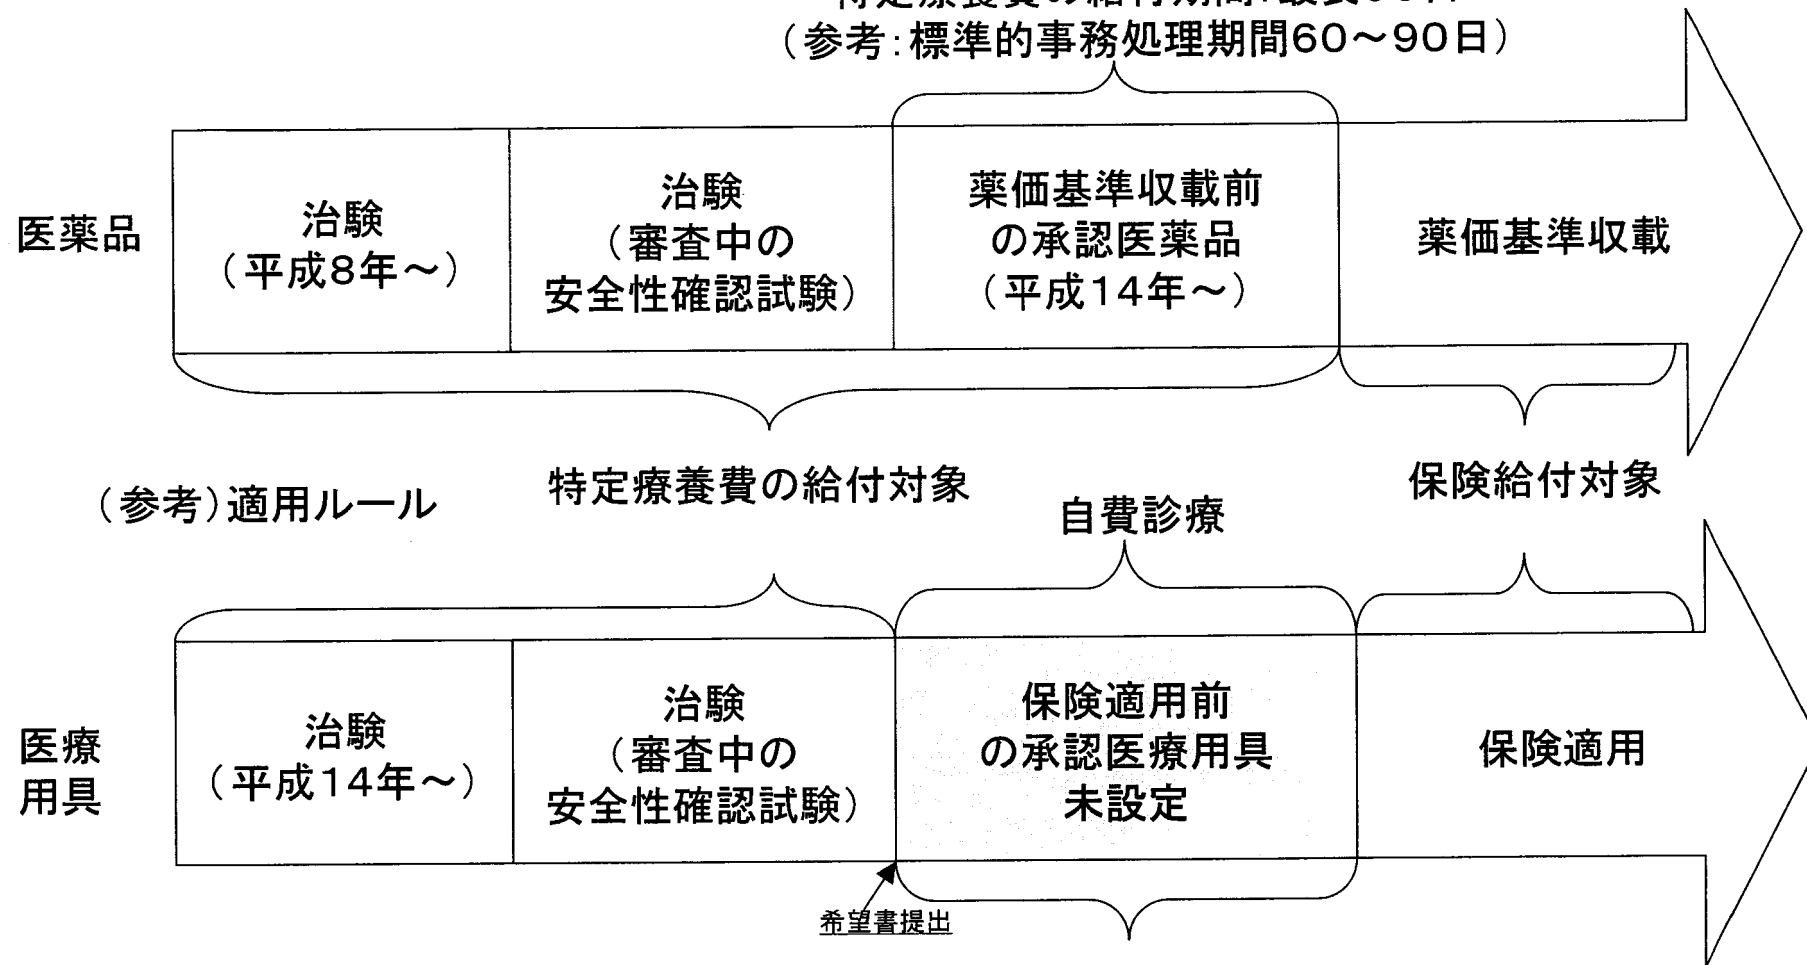 （参考：標準的事務処理期間60～90日）
医薬品
治験
（平成8年～）
治験
（審査中の
安全性確認試験）
薬価基準収載前
の承認医薬品
（平成14年～）
薬価基準収載
（参考）適用ルール
特定療養費の給付対象
自費診療
保険給付対象
医療
用具
治験
（平成14年～）
治験
（審査中の
安全性確認試験）
保険適用前
の承認医療用具
未設定
保険適用
希望書提出